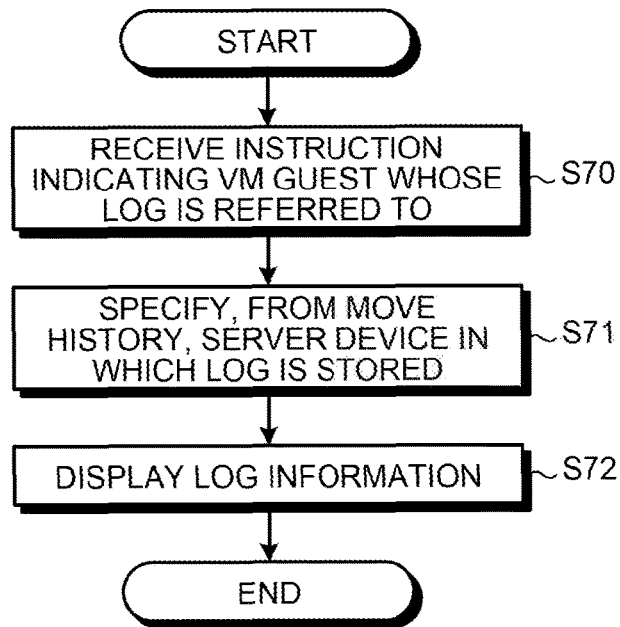 START
RECEIVE INSTRUCTION
INDICATING VM GUEST WHOSE
LOG IS REFERRED TO
S70
SPECIFY, FROM MOVE
HISTORY, SERVER DEVICE IN
WHICH LOG IS STORED
S71
DISPLAY LOG INFORMATION
S72
END